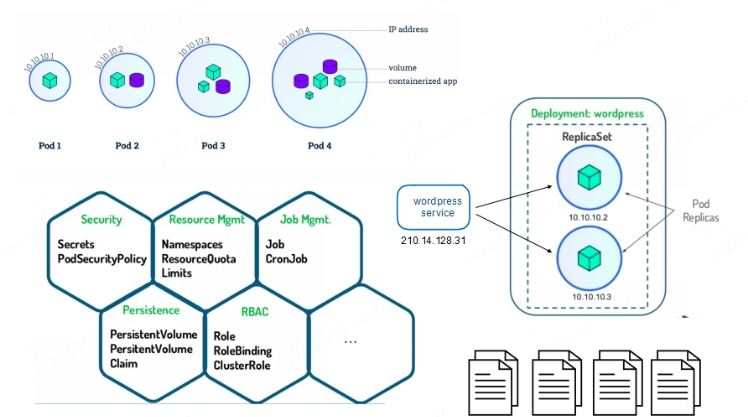 IP address
10.10.10.1
10.10.10.2
10.10.10.3
10.10.10.4
volume
containerized app
Pod 1
Pod 2
Pod 3
Pod 4
Deployment: wordpress
ReplicaSet
wordpress
service
210.14.128.31
10.10.10.2
10.10.10.3
Pod
Replicas
Security
Secrets
PodSecurityPolicy
Resource Mgmt
Namespaces
ResourceQuota
Limits
Job Mgmt.
Job
CronJob
Persistence
PersistentVolume
PersitentVolume
Claim
RBAC
Role
RoleBinding
ClusterRole
...